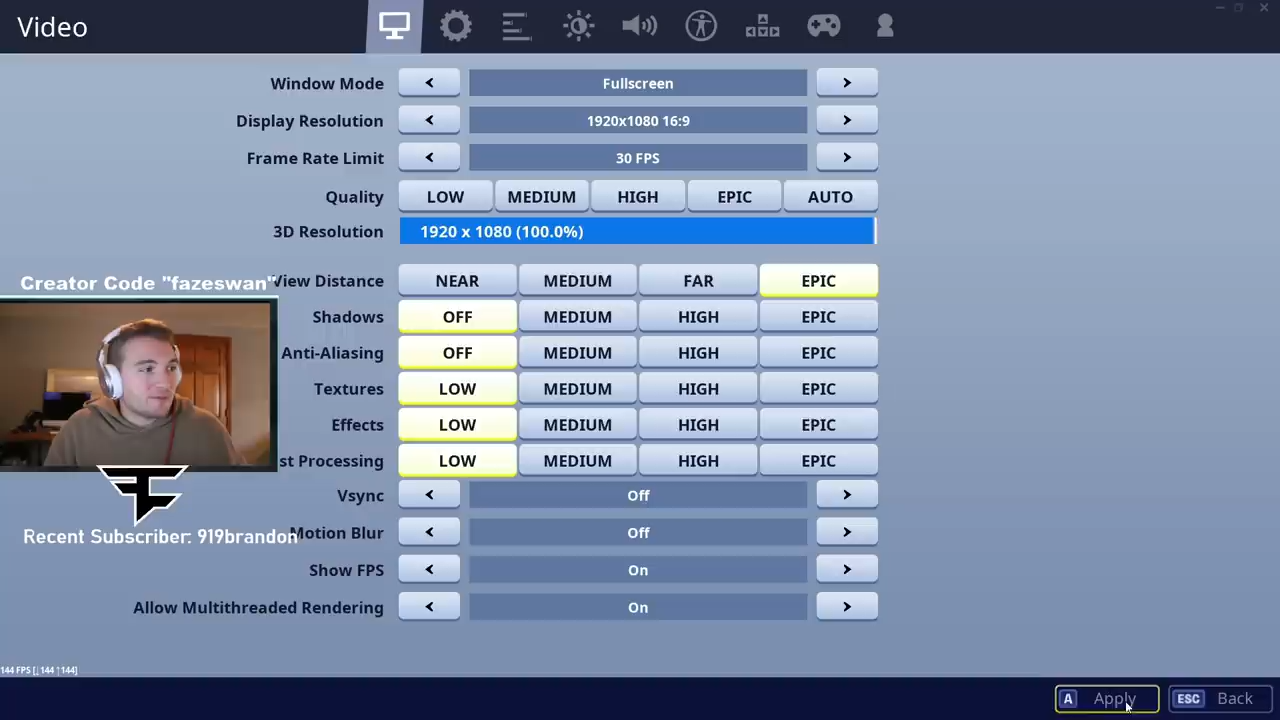 Video
Window Mode < Fullscreen >
Display Resolution < 1920x1080 16:9 >
Frame Rate Limit < 30 FPS >
Quality LOW MEDIUM HIGH EPIC AUTO
3D Resolution 1920 x 1080 (100.0%)
Creator Code "fazeswan"
View Distance NEAR MEDIUM FAR EPIC
Shadows OFF MEDIUM HIGH EPIC
Anti-Aliasing OFF MEDIUM HIGH EPIC
Textures LOW MEDIUM HIGH EPIC
Effects LOW MEDIUM HIGH EPIC
st Processing LOW MEDIUM HIGH EPIC
Vsync < Off >
Recent Subscriber: 919brandon
Motion Blur < Off >
Show FPS < On >
Allow Multithreaded Rendering < On >
144 FPS [↓144 ↑144]
A Apply ESC Back